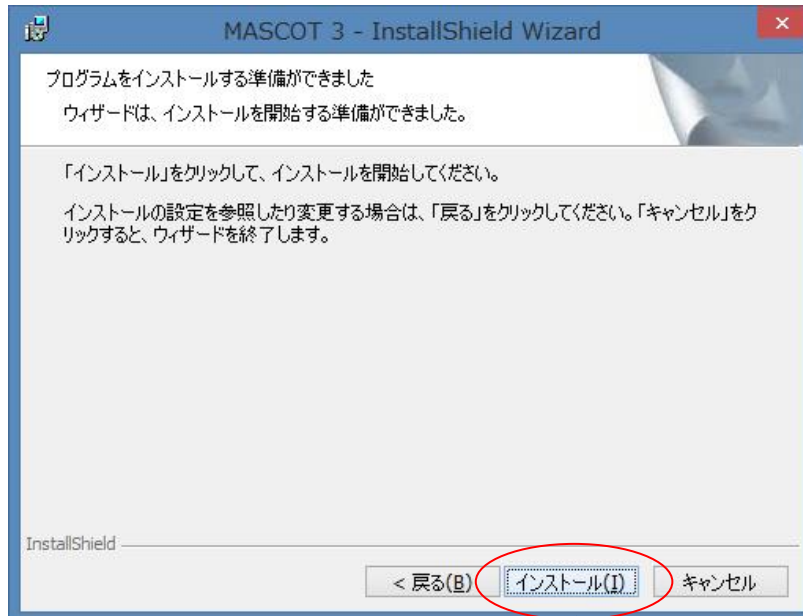 MASCOT 3 - InstallShield Wizard
プログラムをインストールする準備ができました
ウィザードは、インストールを開始する準備ができました。
「インストール」をクリックして、インストールを開始してください。
インストールの設定を参照したり変更する場合は、「戻る」をクリックしてください。「キャンセル」をク
リックすると、ウィザードを終了します。
InstallShield
< 戻る(B) インストール(I) キャンセル